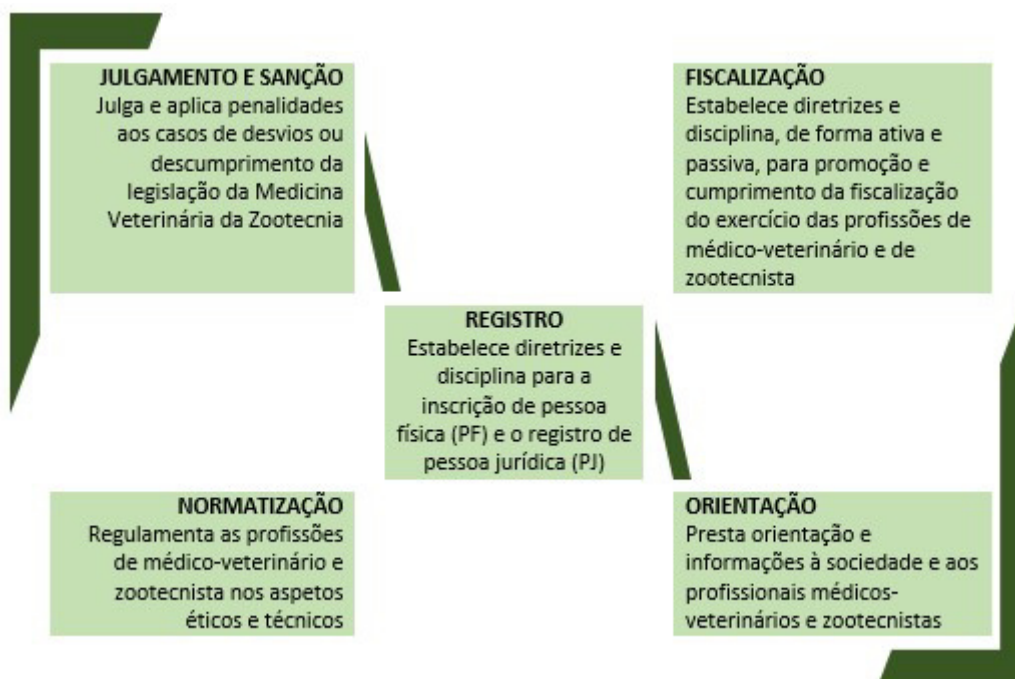 JULGAMENTO E SANÇÃO
Julga e aplica penalidades
aos casos de desvios ou
descumprimento da
legislação da Medicina
Veterinária da Zootecnia
FISCALIZAÇÃO
Estabelece diretrizes e
disciplina, de forma ativa e
passiva, para promoção e
cumprimento da fiscalização
do exercício das profissões de
médico-veterinário e de
zootecnista
REGISTRO
Estabelece diretrizes e
disciplina para a
inscrição de pessoa
física (PF) e o registro de
pessoa jurídica (PJ)
NORMATIZAÇÃO
Regulamenta as profissões
de médico-veterinário e
zootecnista nos aspetos
éticos e técnicos
ORIENTAÇÃO
Presta orientação e
informações à sociedade e aos
profissionais médicos-
veterinários e zootecnistas